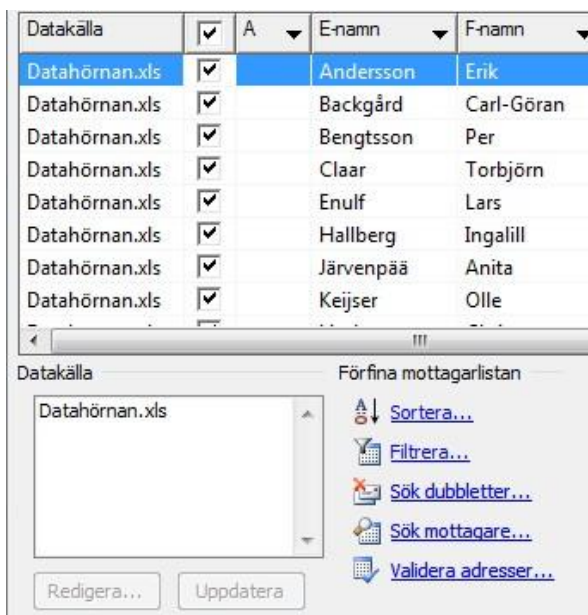 Datakälla A E-namn F-namn
Datahörnan.xls Andersson Erik
Datahörnan.xls Backgård Carl-Göran
Datahörnan.xls Bengtsson Per
Datahörnan.xls Claar Torbjörn
Datahörnan.xls Enulf Lars
Datahörnan.xls Hallberg Ingalill
Datahörnan.xls Järvenpää Anita
Datahörnan.xls Keijser Olle
Datakälla Förfina mottagarlistan
Datahörnan.xls Sortera...
Filtrera...
Sök dubbletter...
Sök mottagare...
Validera adresser...
Redigera... Uppdatera